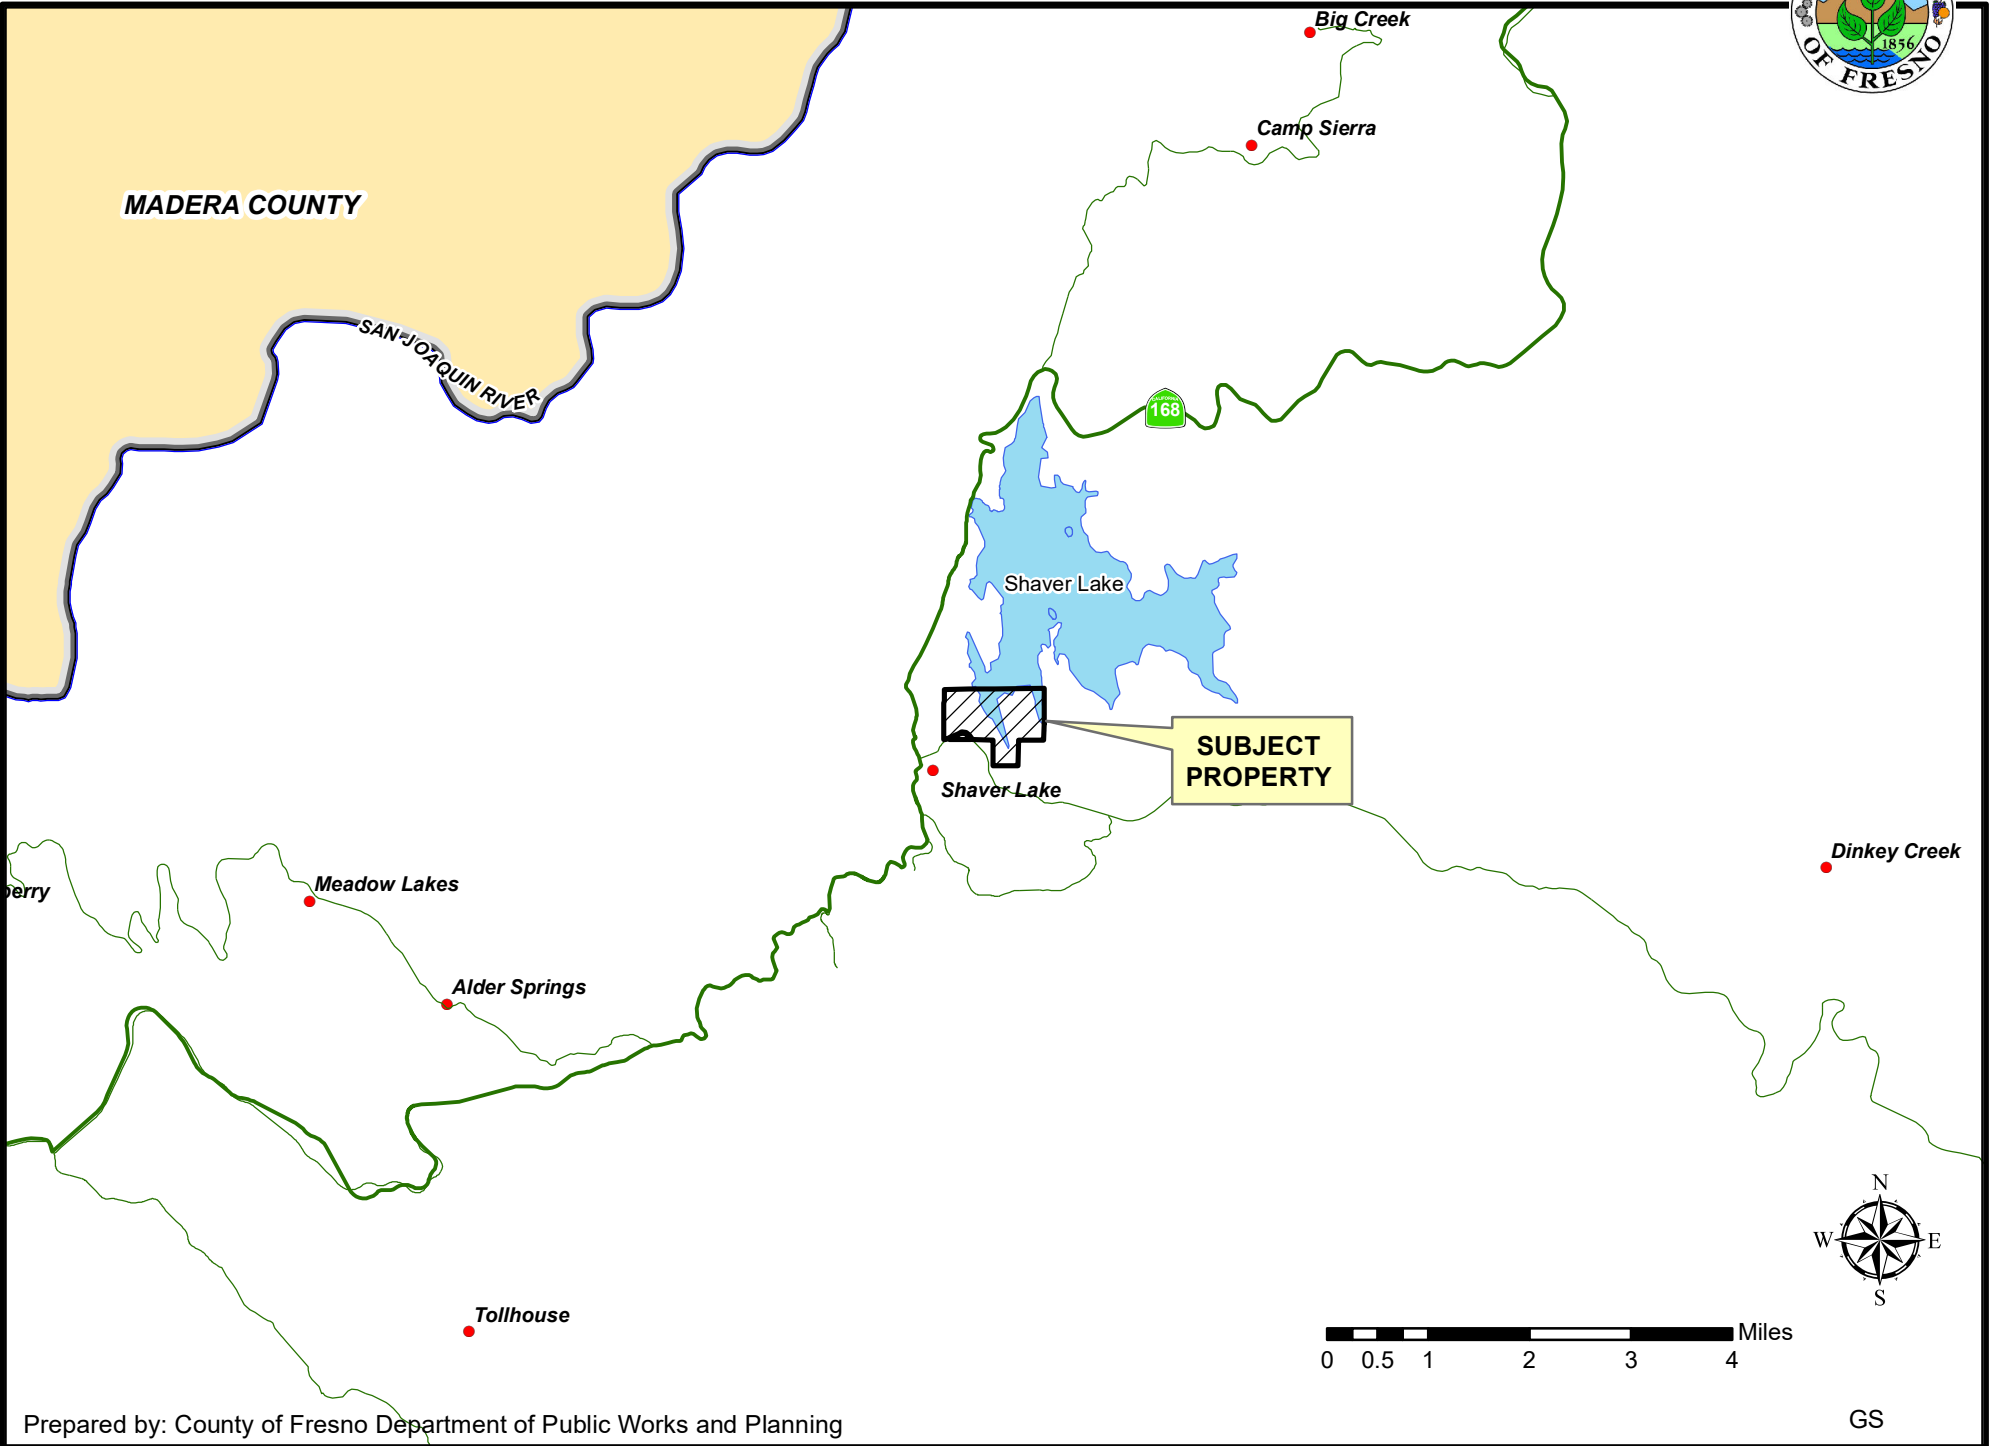 Big Creek
1856
OF FRESNO
Camp Sierra
MADERA COUNTY
SAN JOAQUIN RIVER
CALIFORNIA
168
Shaver Lake
SUBJECT
PROPERTY
Shaver Lake
Dinkey Creek
berry
Meadow Lakes
Alder Springs
N
W E
S
Tollhouse
Miles
0 0.5 1 2 3 4
Prepared by: County of Fresno Department of Public Works and Planning
GS